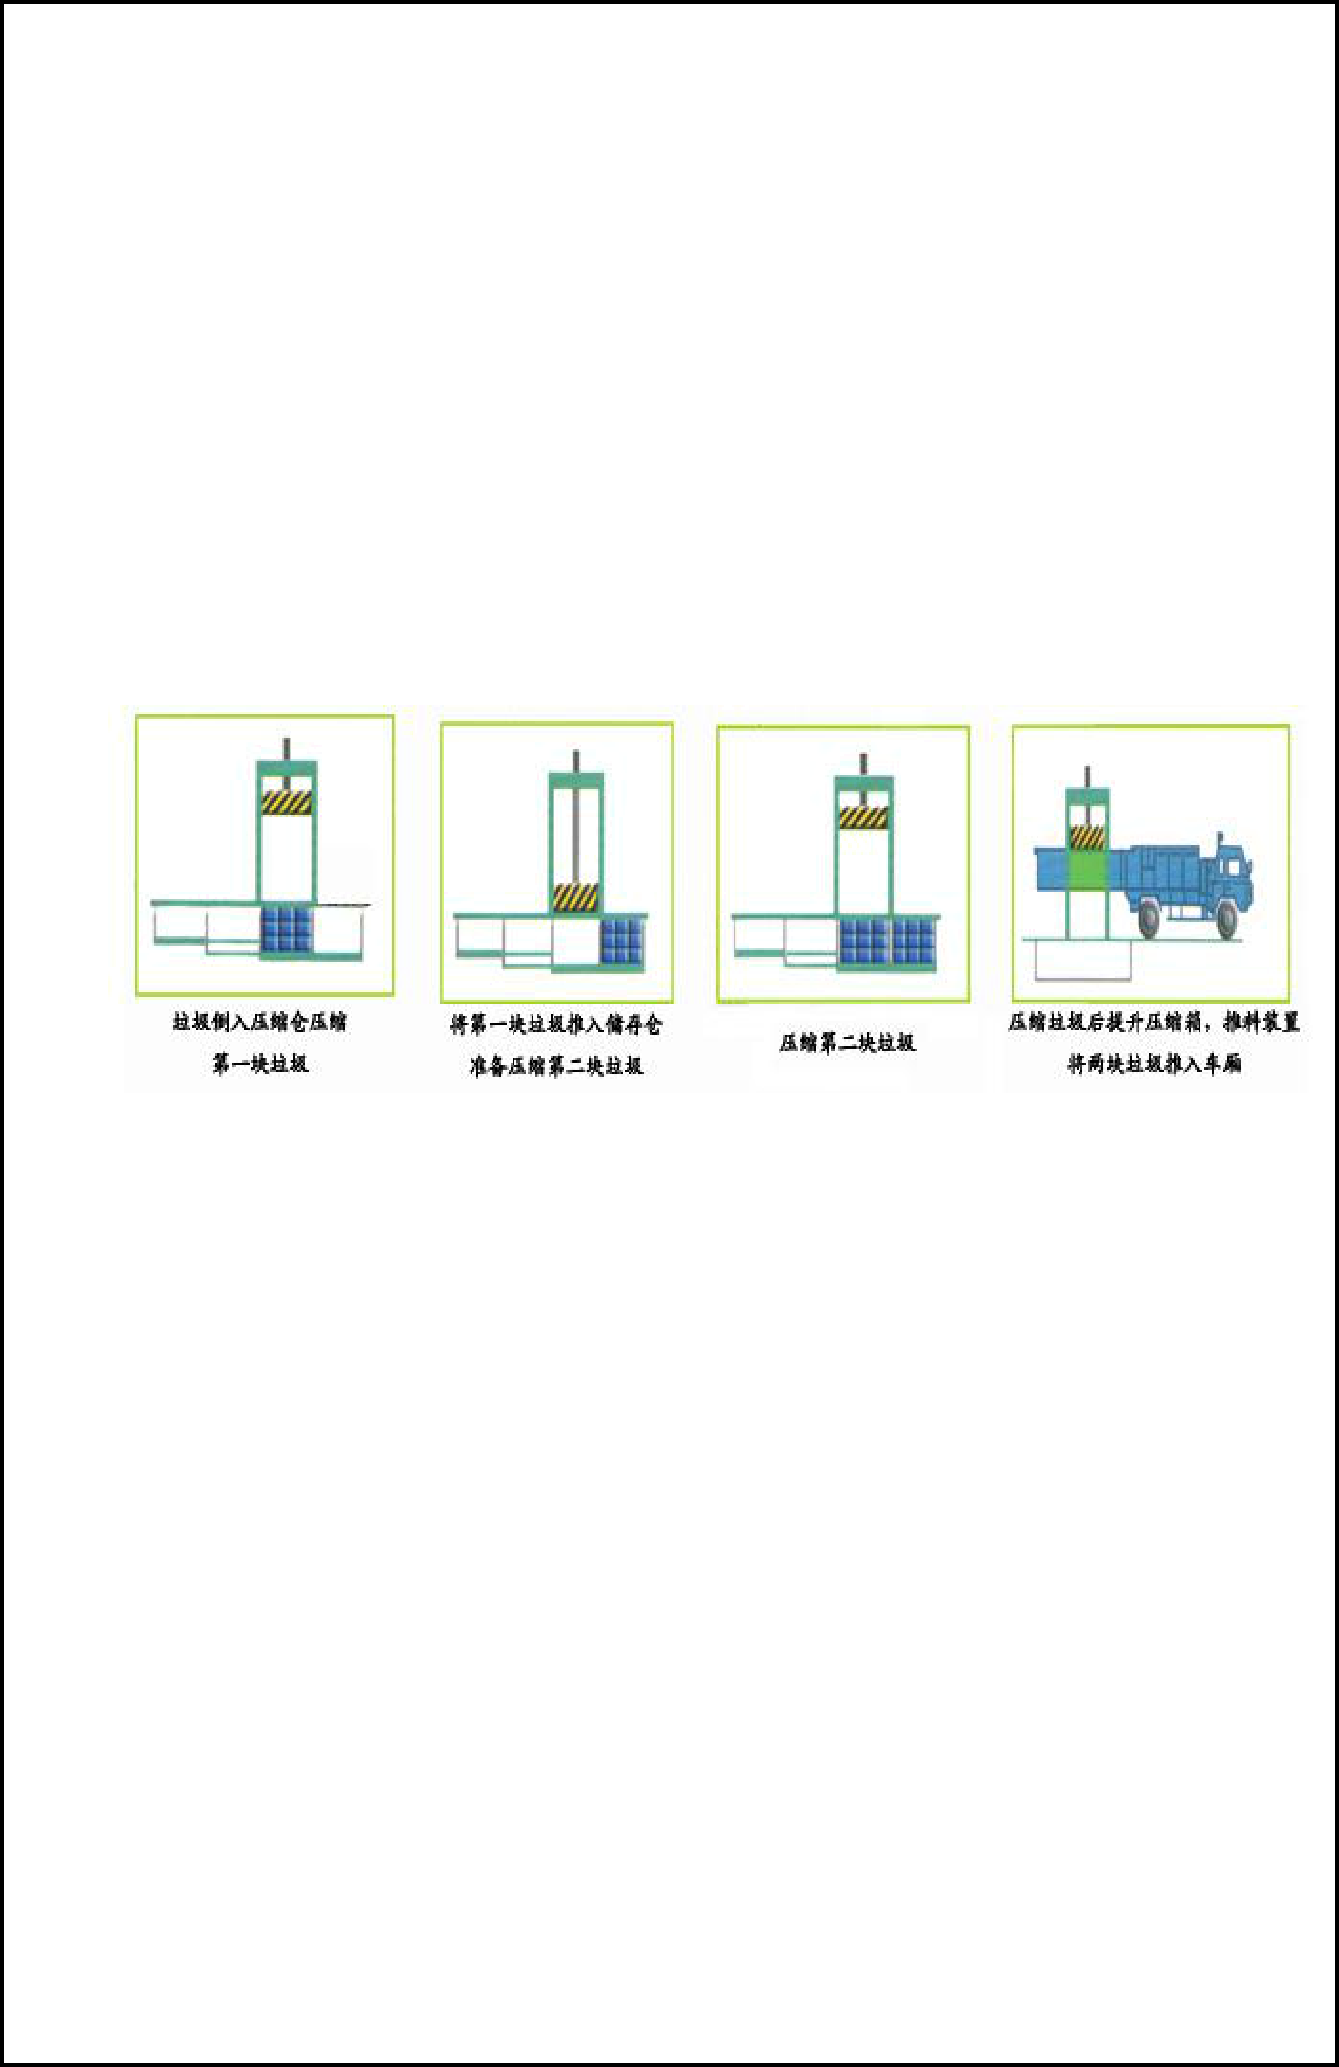 垃圾倒入压缩仓压缩
第一块垃圾
将第一块垃圾推入储存仓
准备压缩第二块垃圾
压缩第二块垃圾
压缩垃圾后提升压缩箱，推料装置
将两块垃圾推入车厢